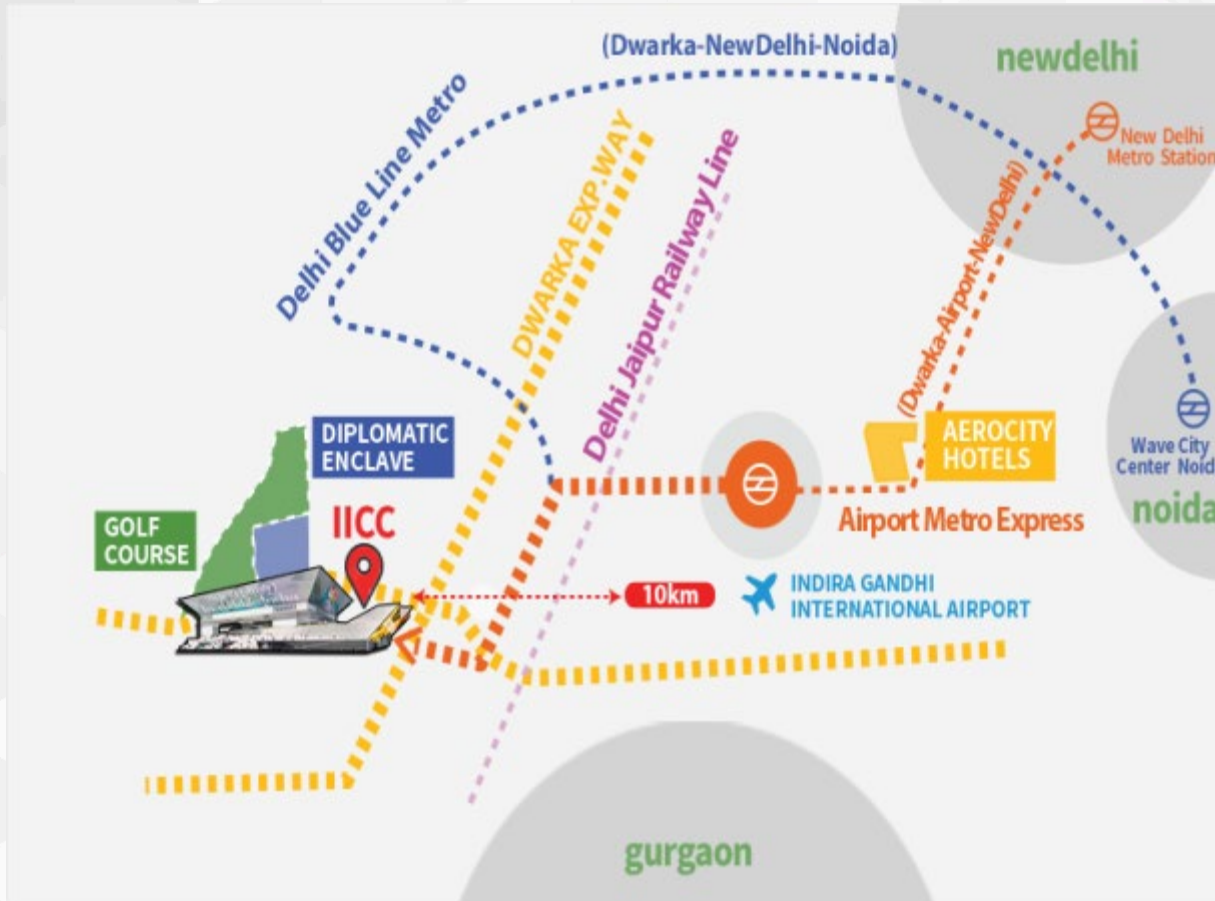 (Dwarka-NewDelhi-Noida)
newdelhi
New Delhi
Metro Station
Delhi Blue Line Metro
DWARKA EXP.WAY
Delhi Jaipur Railway Line
(Dwarka-Airport-NewDelhi)
DIPLOMATIC
ENCLAVE
AEROCITY
HOTELS
Wave City
Center Noid
noida
GOLF
COURSE
IICC
Airport Metro Express
10km
INDIRA GANDHI
INTERNATIONAL AIRPORT
gurgaon